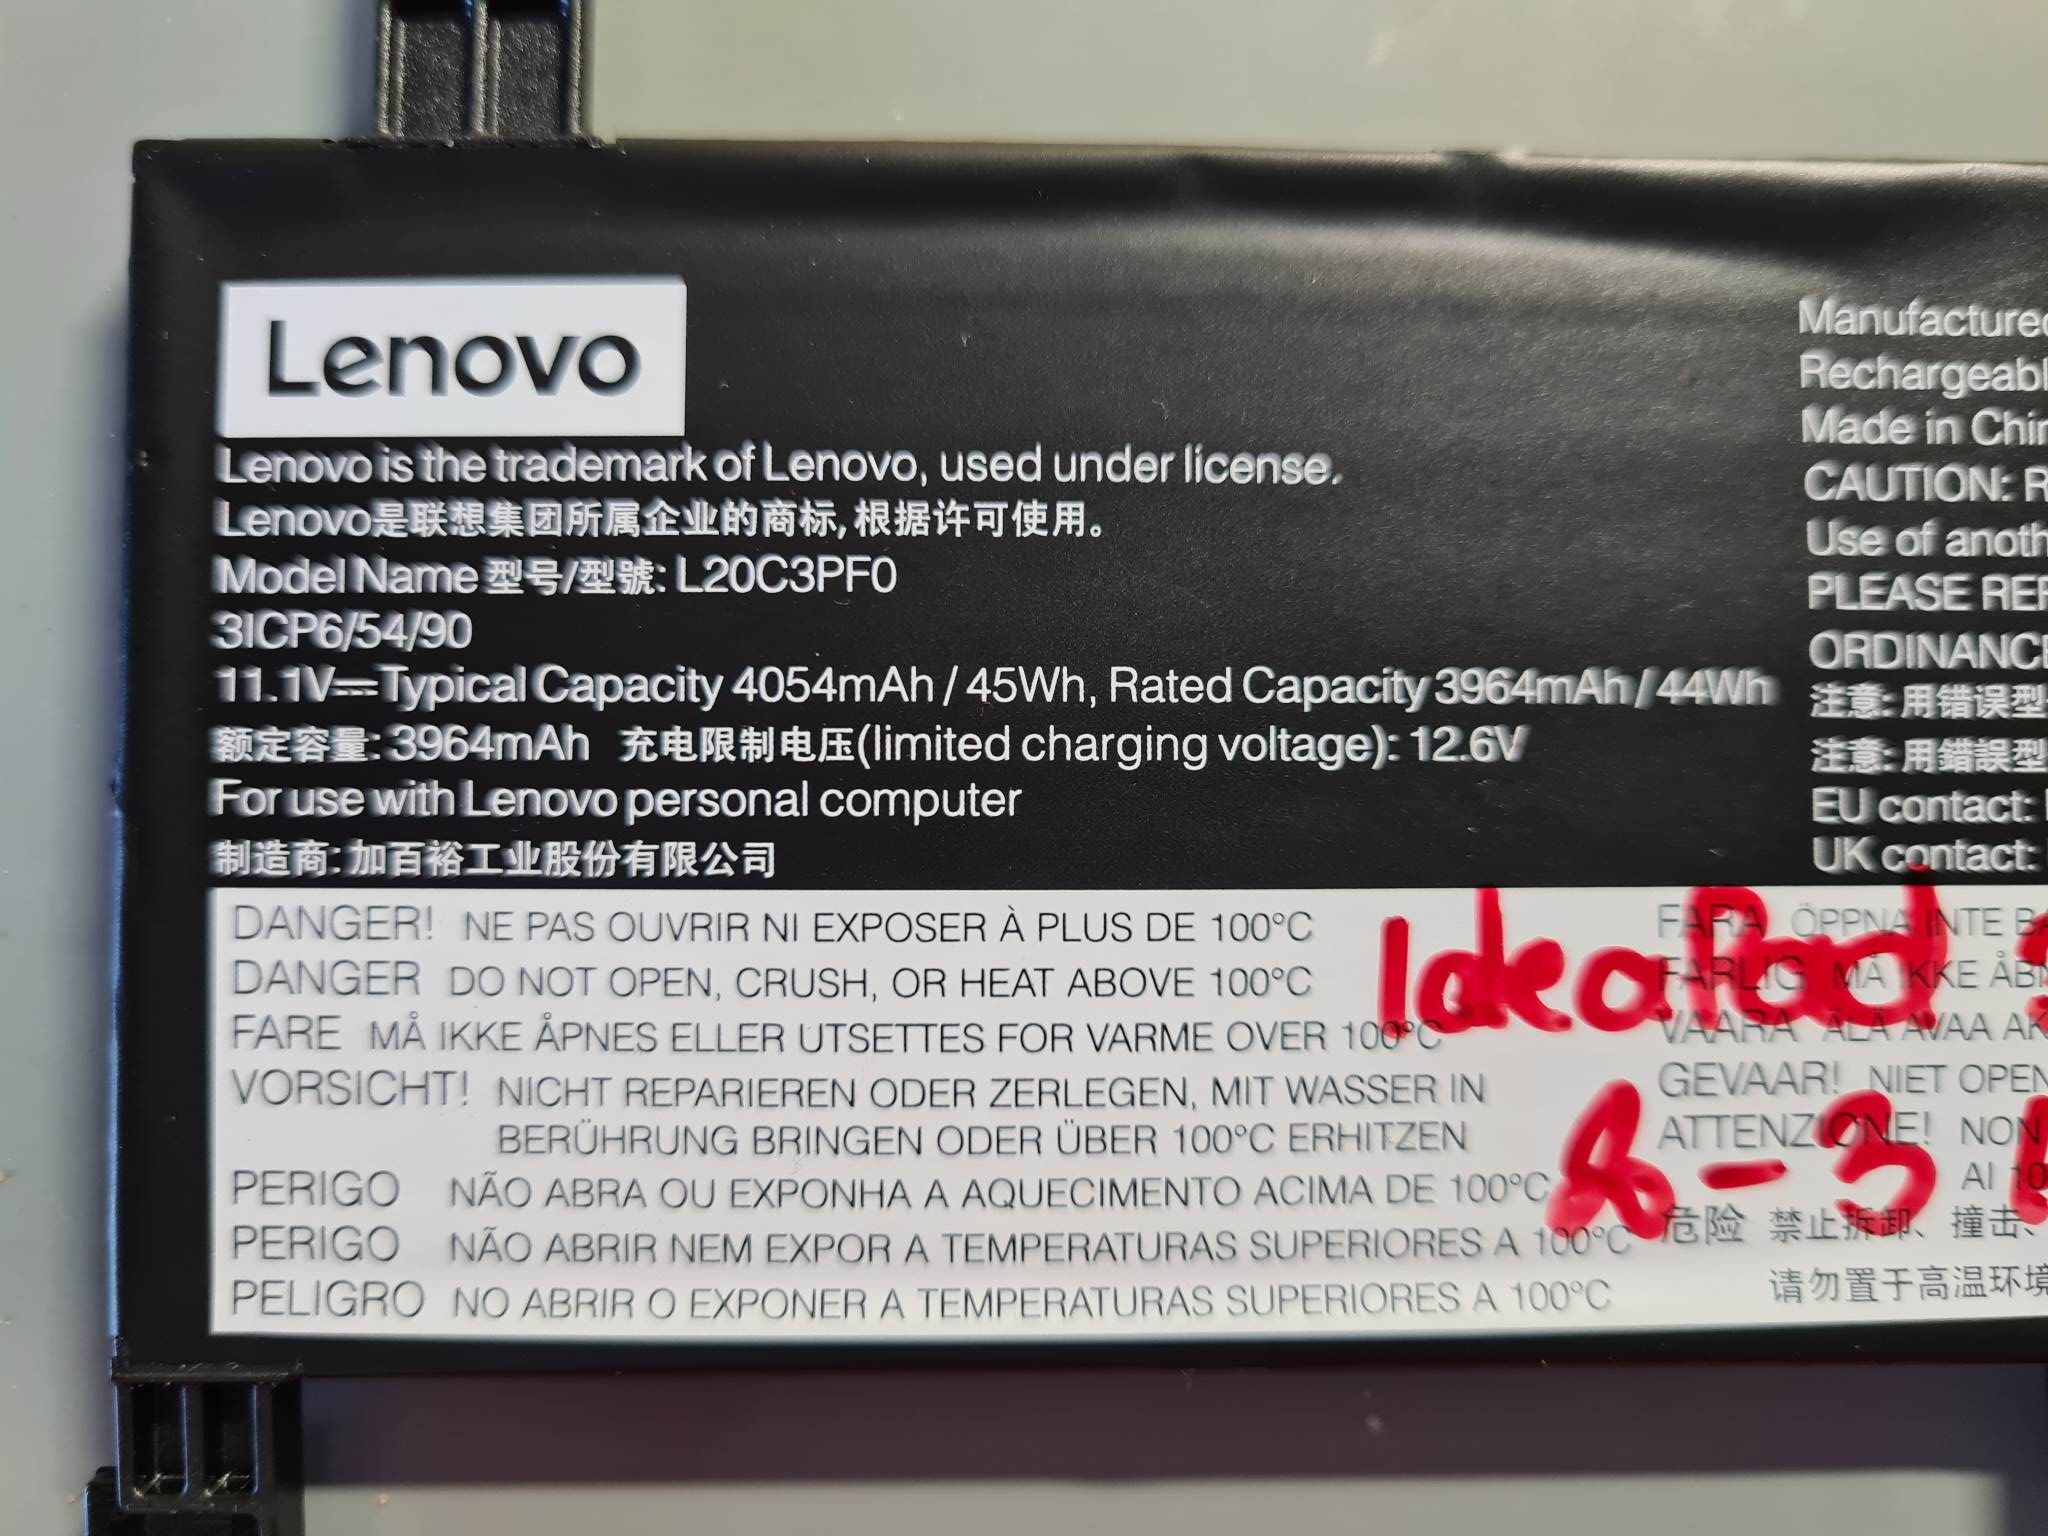 Lenovo
Lenovo is the trademark of Lenovo, used under license.
Lenovo是联想集团所属企业的商标,根据许可使用。
Model Name 型号/型號: L20C3PF0
3ICP6/54/90
11.1V⎓Typical Capacity 4054mAh / 45Wh, Rated Capacity 3964mAh / 44Wh
额定容量: 3964mAh 充电限制电压(limited charging voltage): 12.6V
For use with Lenovo personal computer
制造商: 加百裕工业股份有限公司
Manufactured
Rechargeabl
Made in Chin
CAUTION: R
Use of anoth
PLEASE REF
ORDINANCE
注意: 用错误型
注意: 用錯誤型
EU contact:
UK contact:
DANGER! NE PAS OUVRIR NI EXPOSER À PLUS DE 100°C
DANGER DO NOT OPEN, CRUSH, OR HEAT ABOVE 100°C
FARE MÅ IKKE ÅPNES ELLER UTSETTES FOR VARME OVER 100°C
VORSICHT! NICHT REPARIEREN ODER ZERLEGEN, MIT WASSER IN
BERÜHRUNG BRINGEN ODER ÜBER 100°C ERHITZEN
PERIGO NÃO ABRA OU EXPONHA A AQUECIMENTO ACIMA DE 100°C
PERIGO NÃO ABRIR NEM EXPOR A TEMPERATURAS SUPERIORES A 100°C
PELIGRO NO ABRIR O EXPONER A TEMPERATURAS SUPERIORES A 100°C
FARA ÖPPNA INTE BA
FARLIG MÅ IKKE ÅBN
VAARA ÄLÄ AVAA AK
GEVAAR! NIET OPEN
ATTENZIONE! NON
AI 10
危险 禁止拆卸、撞击、
请勿置于高温环境
IdeaPad
8-3